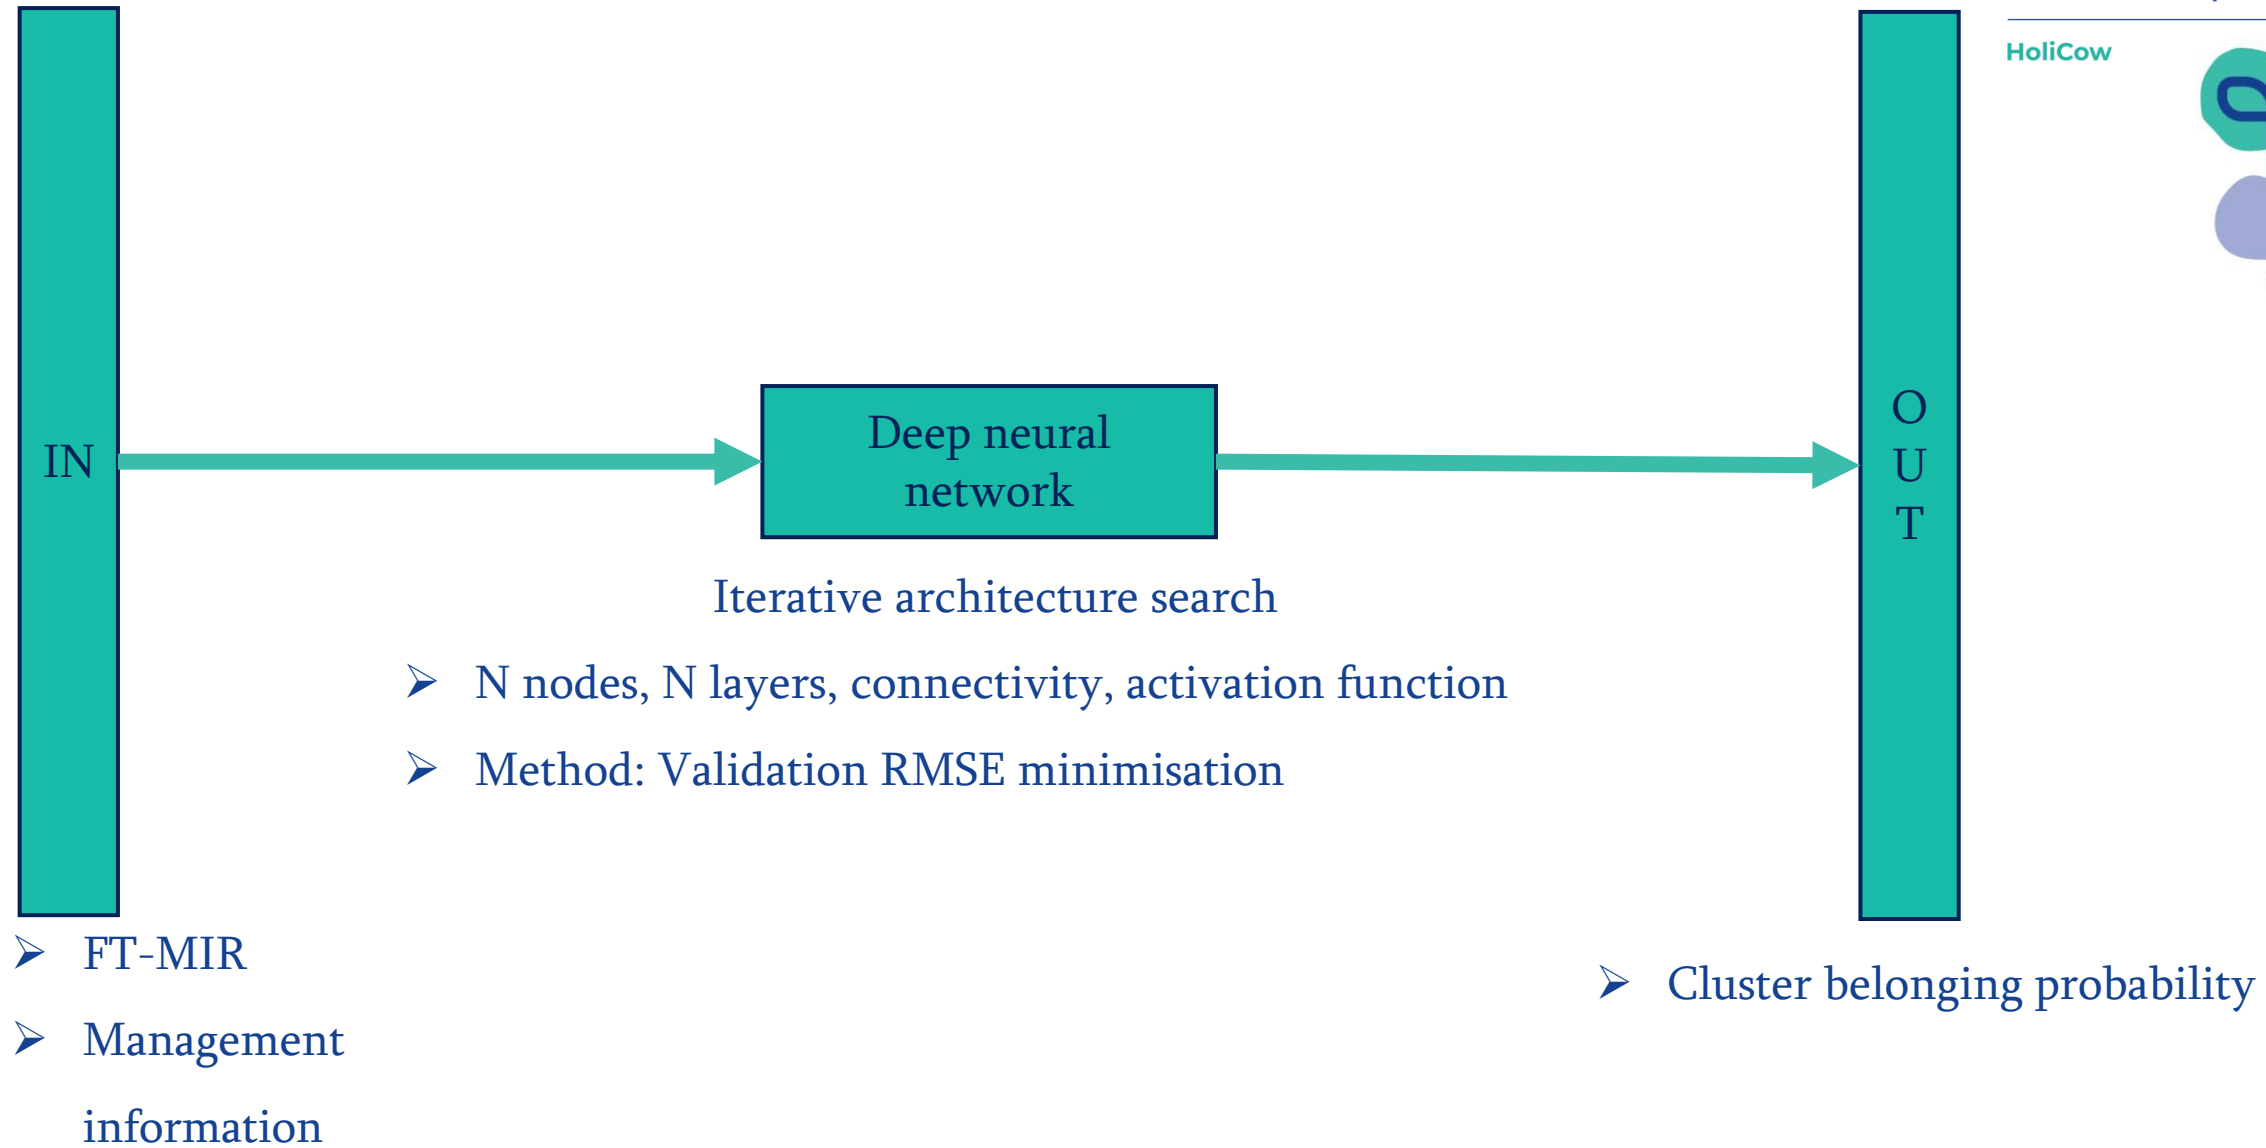 HoliCow
IN
Deep neural
network
O
U
T
Iterative architecture search
➢ N nodes, N layers, connectivity, activation function
➢ Method: Validation RMSE minimisation
➢ FT-MIR
➢ Management
information
➢ Cluster belonging probability